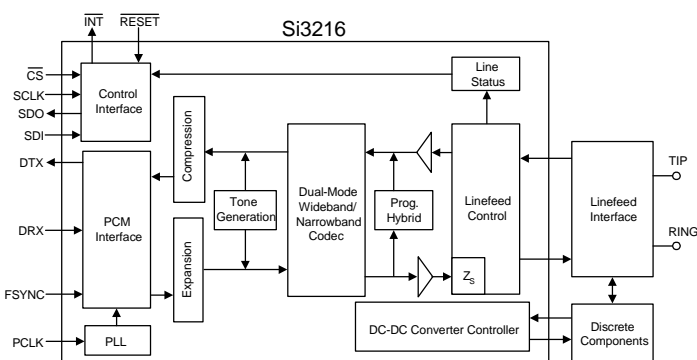 INT
RESET
Si3216
CS
SCLK
SDO
SDI
DTX
DRX
FSYNC
PCLK
Control
Interface
Line
Status
Compression
PCM
Interface
Expansion
PLL
Tone
Generation
Dual-Mode
Wideband/
Narrowband
Codec
Prog.
Hybrid
Linefeed
Control
ZS
DC-DC Converter Controller
Linefeed
Interface
Discrete
Components
TIP
RING